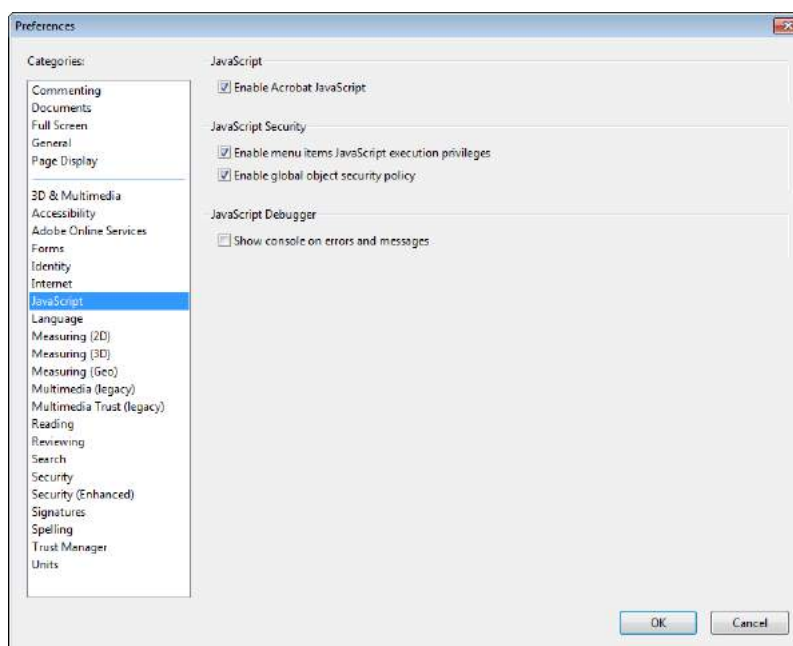 Preferences
Categories:
Commenting
Documents
Full Screen
General
Page Display
3D & Multimedia
Accessibility
Adobe Online Services
Forms
Identity
Internet
JavaScript
Language
Measuring (2D)
Measuring (3D)
Measuring (Geo)
Multimedia (legacy)
Multimedia Trust (legacy)
Reading
Reviewing
Search
Security
Security (Enhanced)
Signatures
Spelling
Trust Manager
Units
JavaScript
Enable Acrobat JavaScript
JavaScript Security
Enable menu items JavaScript execution privileges
Enable global object security policy
JavaScript Debugger
Show console on errors and messages
OK
Cancel